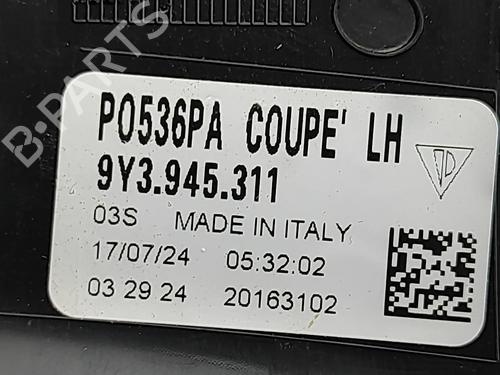 B-PARTS
PO536PA COUPE' LH
9Y3.945.311
03S MADE IN ITALY
17/07/24 05:32:02
03 29 24 20163102